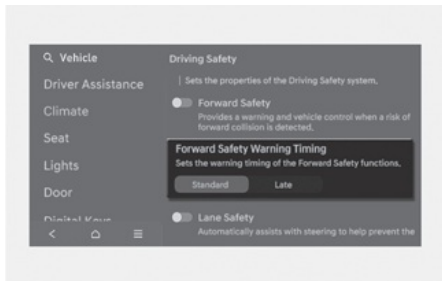 Vehicle
Driver Assistance
Climate
Seat
Lights
Door
Digital Keys
Driving Safety
Sets the properties of the Driving Safety system.
Forward Safety
Provides a warning and vehicle control when a risk of
forward collision is detected.
Forward Safety Warning Timing
Sets the warning timing of the Forward Safety functions.
Standard Late
Lane Safety
Automatically assists with steering to help prevent the